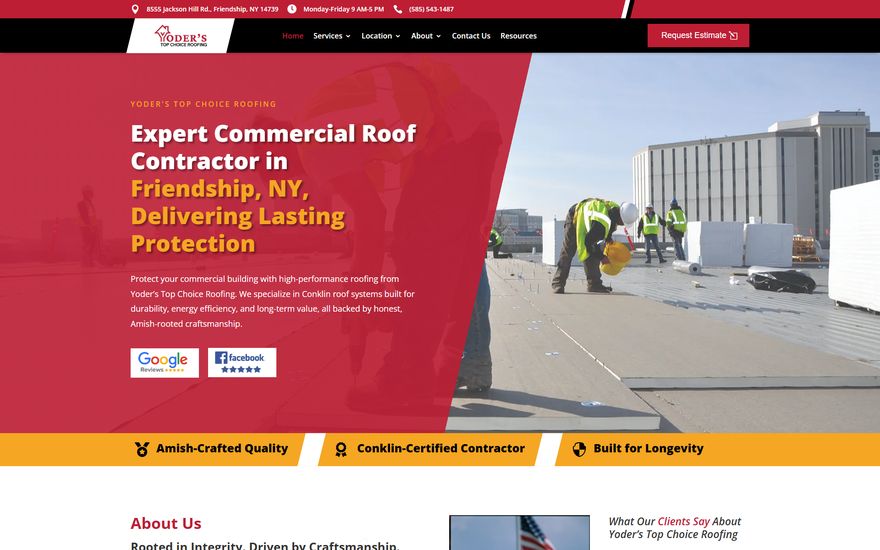 8555 Jackson Hill Rd., Friendship, NY 14739
Monday-Friday 9 AM-5 PM
(585) 543-1487
YODER'S
TOP CHOICE ROOFING
Home
Services
Location
About
Contact Us
Resources
Request Estimate
YODER'S TOP CHOICE ROOFING
Expert Commercial Roof
Contractor in
Friendship, NY,
Delivering Lasting
Protection
Protect your commercial building with high-performance roofing from
Yoder's Top Choice Roofing. We specialize in Conklin roof systems built for
durability, energy efficiency, and long-term value, all backed by honest,
Amish-rooted craftsmanship.
Google
Reviews
facebook
Amish-Crafted Quality
Conklin-Certified Contractor
Built for Longevity
About Us
Rooted in Integrity. Driven by Craftsmanship.
What Our Clients Say About
Yoder's Top Choice Roofing